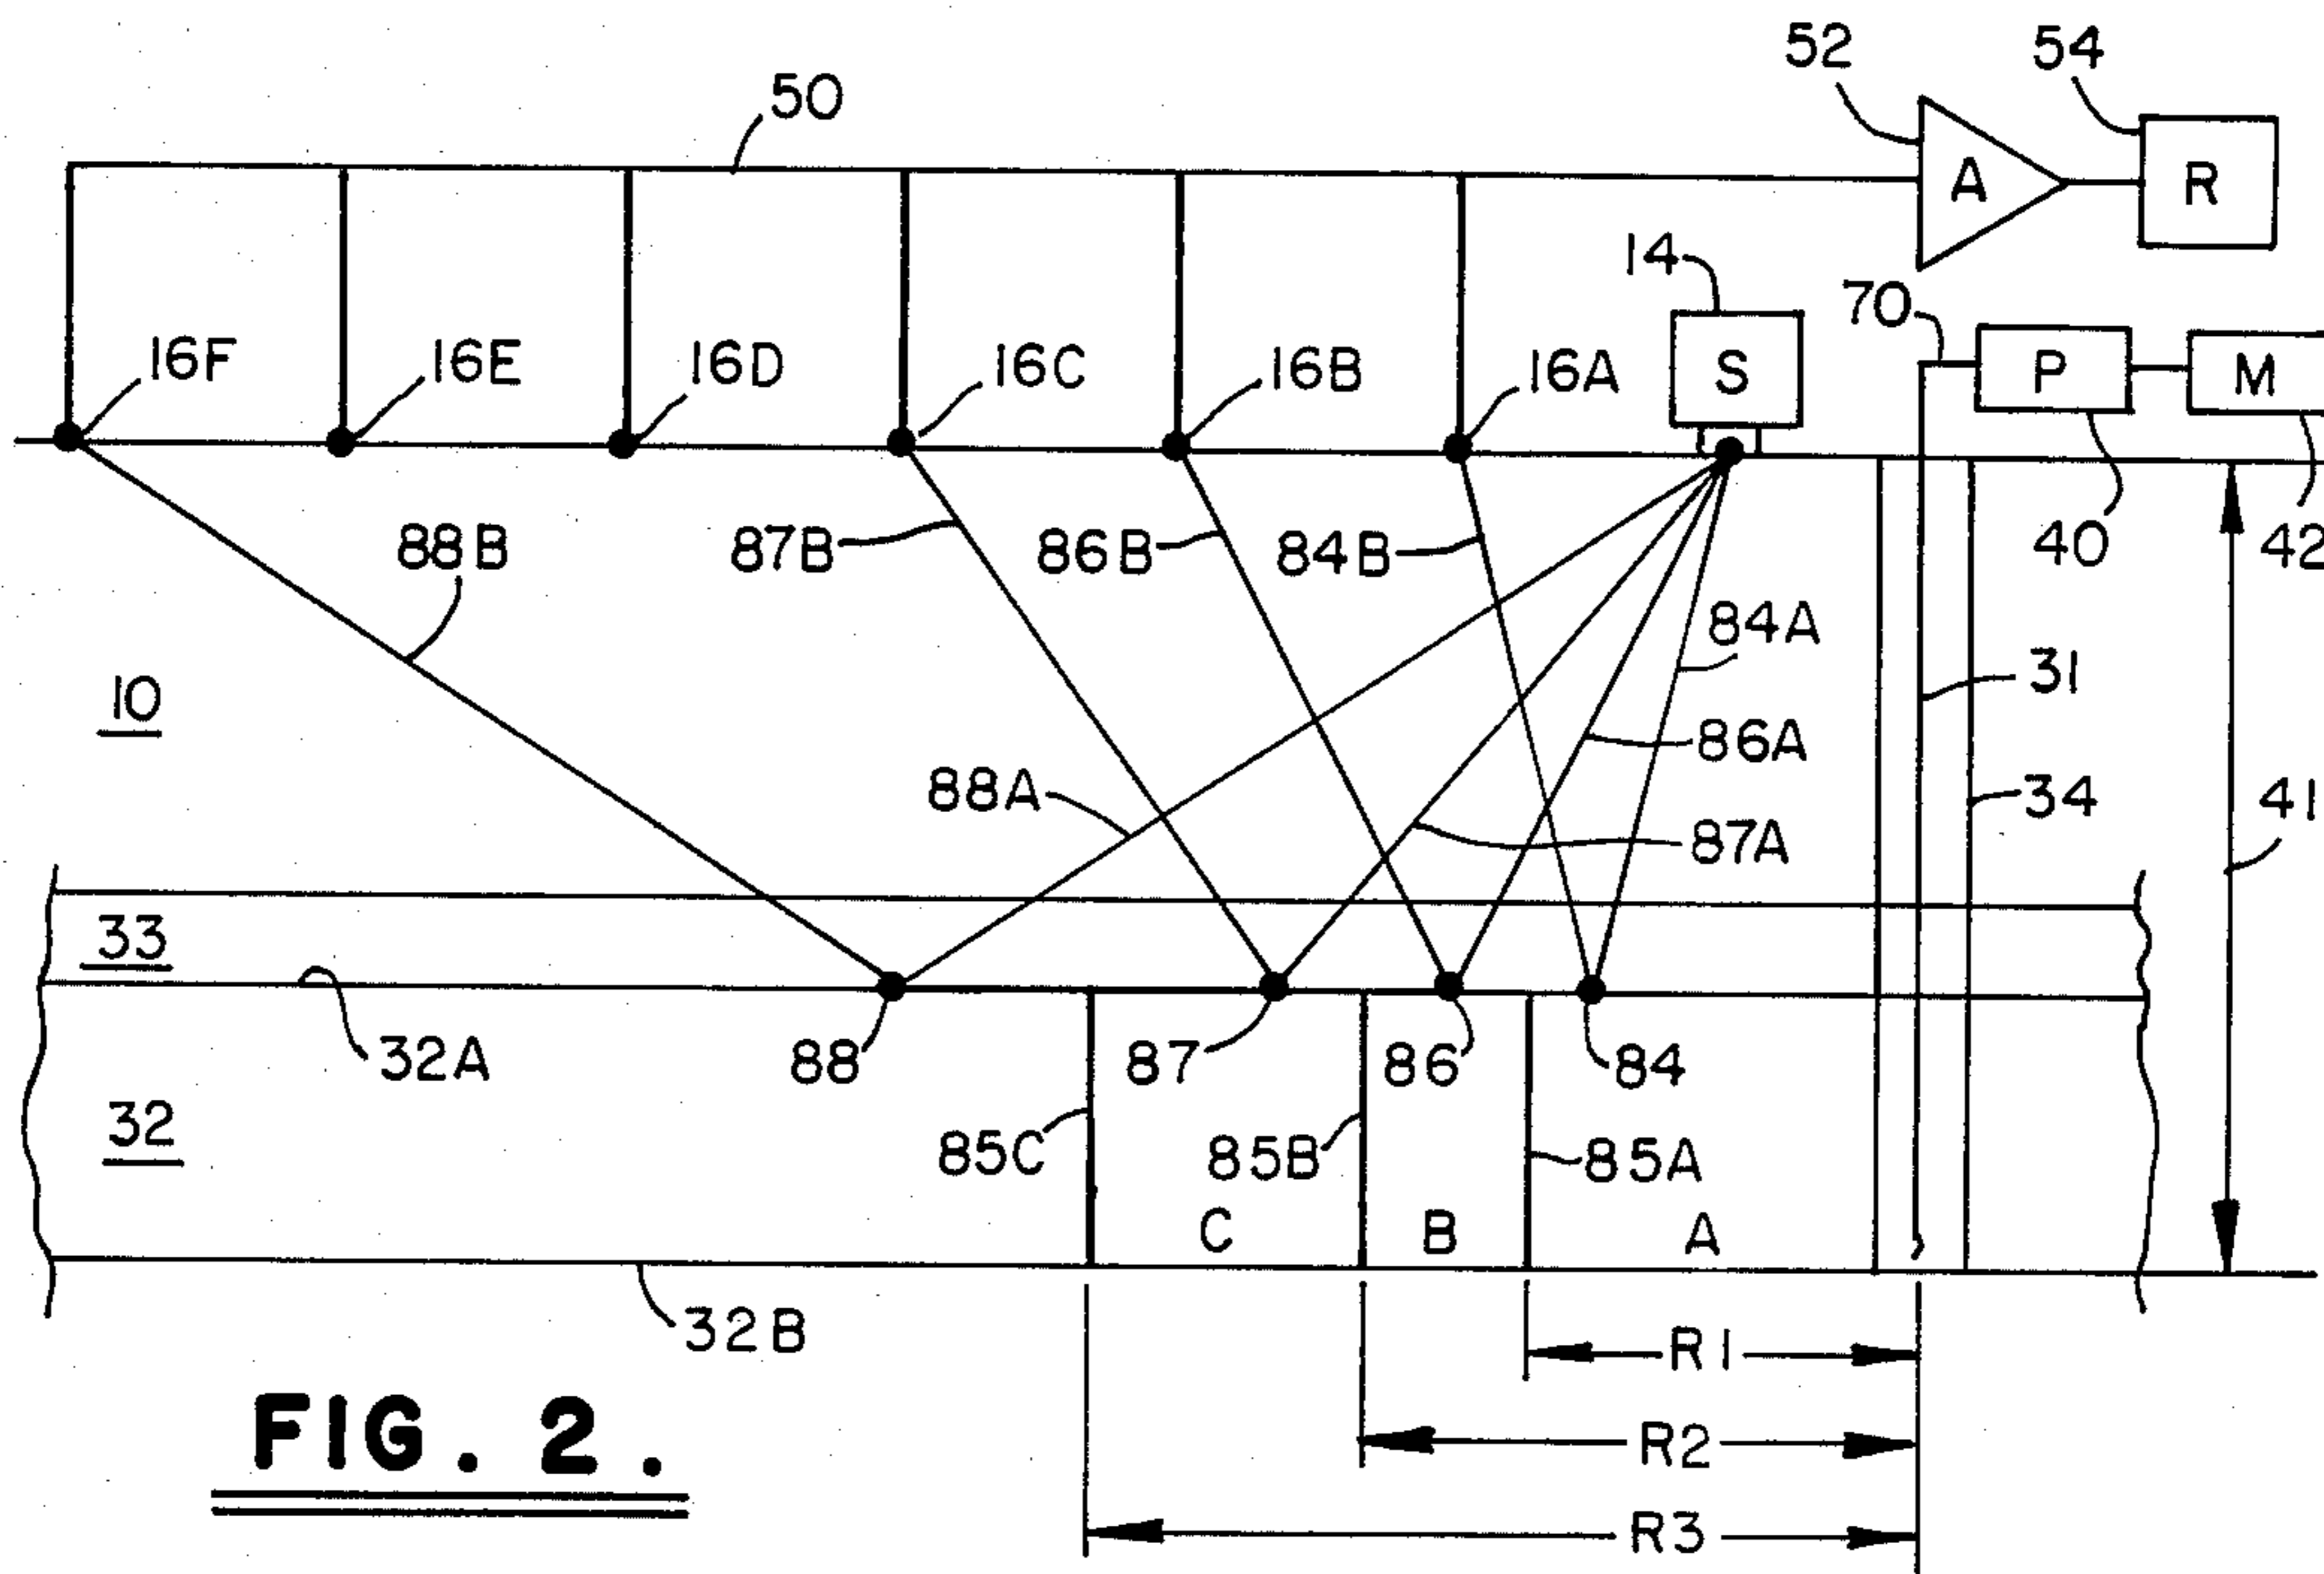 52 54
50
A R
14
70
16F 16E 16D 16C 16B 16A S P M
88B 87B 86B 84B 40 42
84A
31
10
86A
88A 34 41
87A
33
32A 88 87 86 84
32
85C 85B 85A
C B A
32B
R1
FIG. 2.
R2
R3